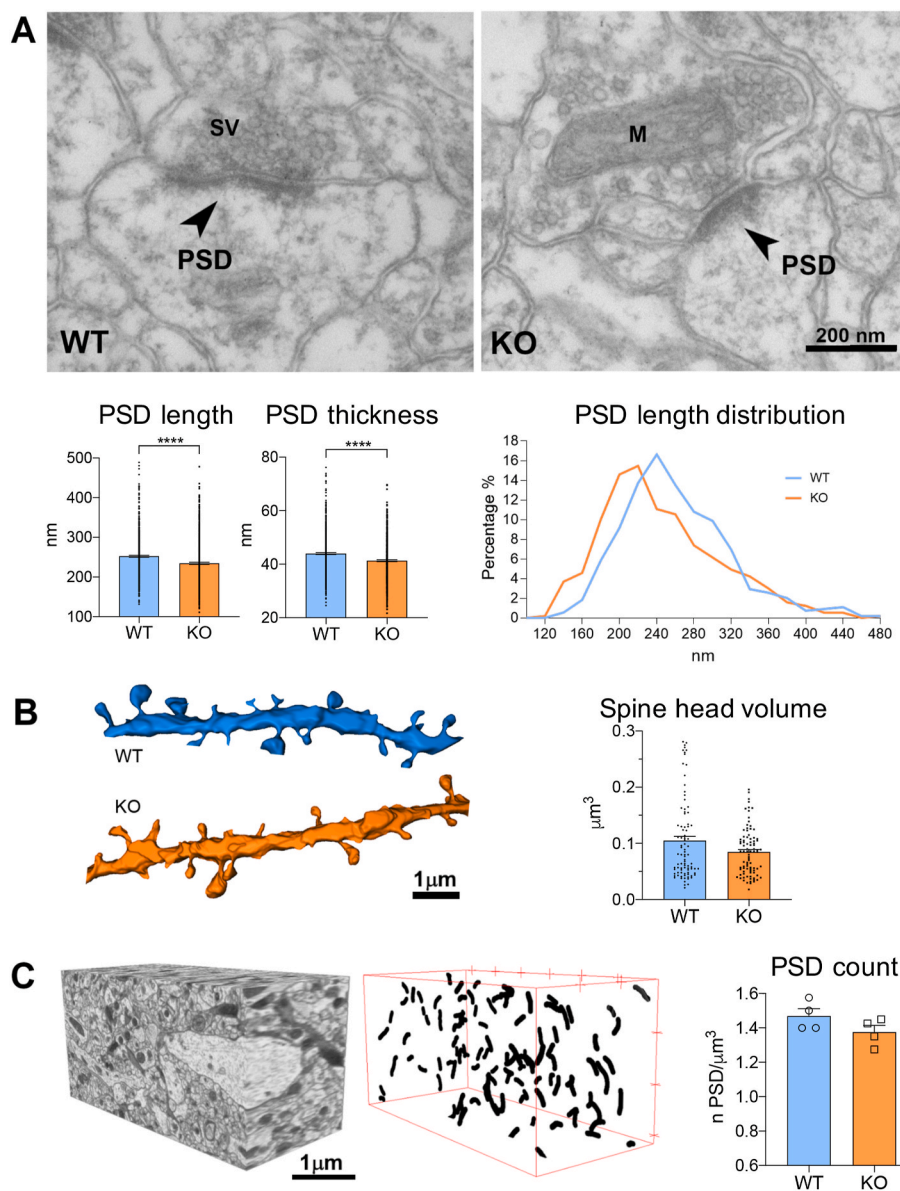 A
SV
PSD
WT
M
PSD
KO
200 nm
PSD length
****
nm
500
400
300
200
100
WT
KO
PSD thickness
****
nm
80
60
40
20
WT
KO
PSD length distribution
Percentage %
18
16
14
12
10
8
6
4
2
0
120 160 200 240 280 320 360 400 440 480
nm
WT
KO
B
WT
KO
1μm
Spine head volume
μm³
0.3
0.2
0.1
0.0
WT
KO
C
1μm
PSD count
n PSD/μm³
1.6
1.4
1.2
1.0
0.8
0.6
WT
KO